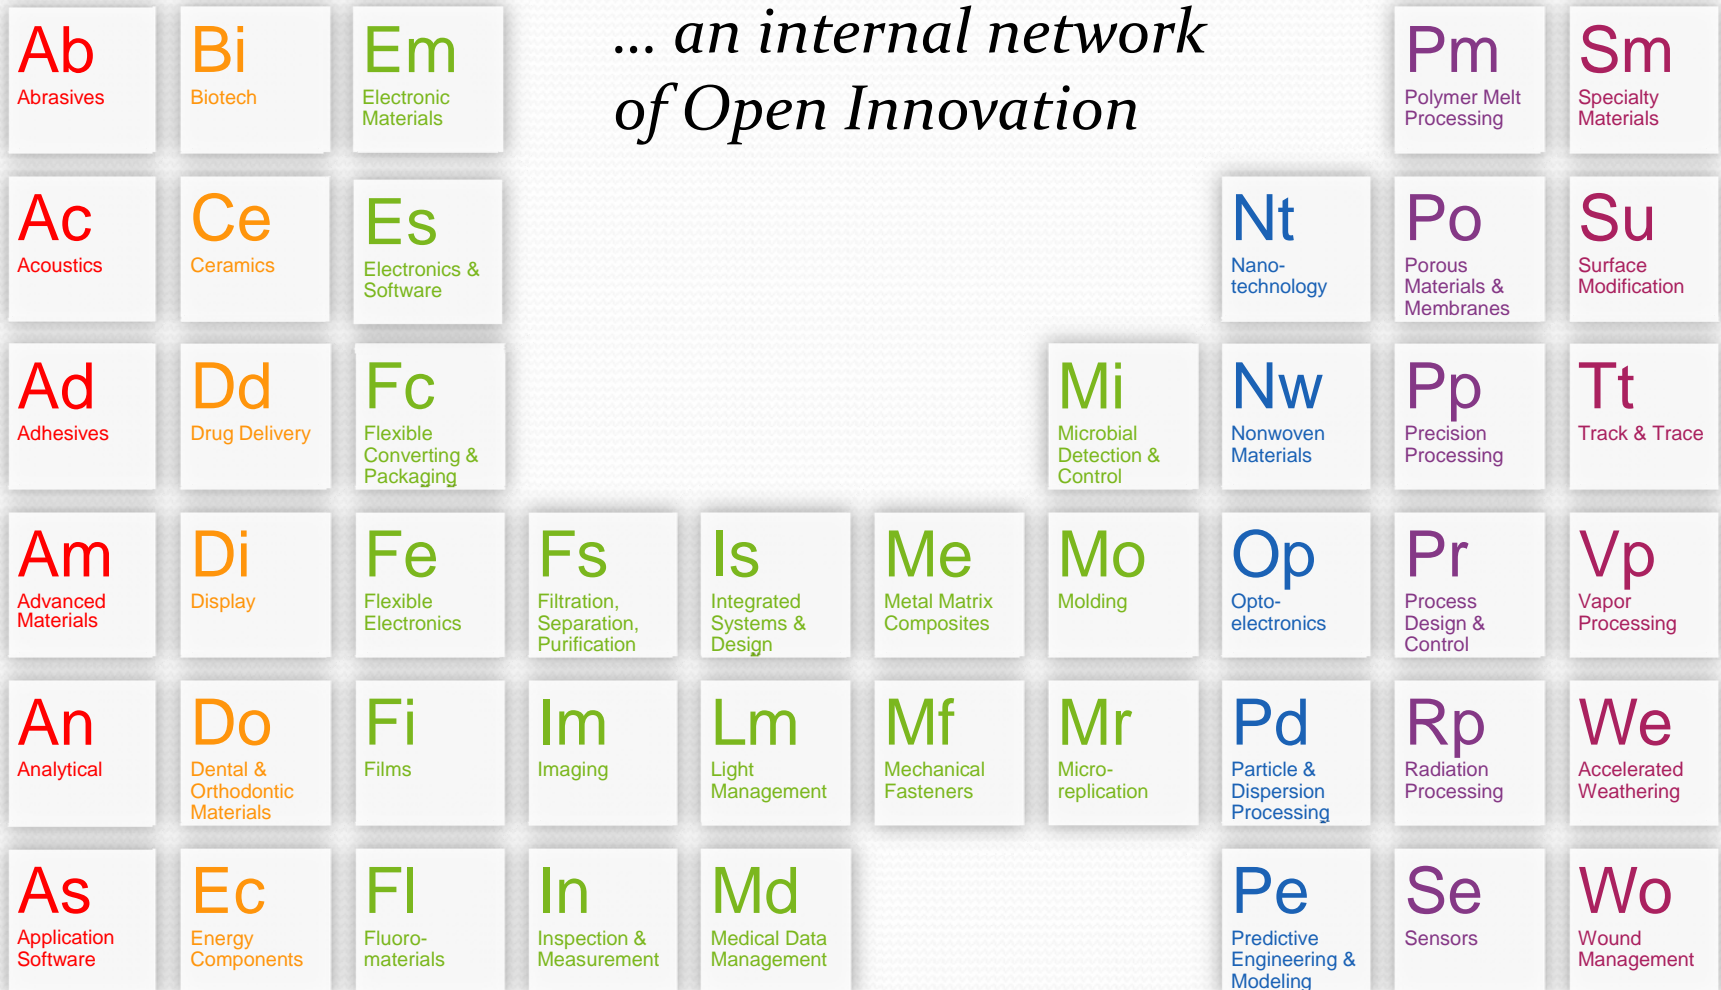 ... an internal network
of Open Innovation
Ab
Abrasives
Bi
Biotech
Em
Electronic
Materials
Pm
Polymer Melt
Processing
Sm
Specialty
Materials
Ac
Acoustics
Ce
Ceramics
Es
Electronics &
Software
Nt
Nano-
technology
Po
Porous
Materials &
Membranes
Su
Surface
Modification
Ad
Adhesives
Dd
Drug Delivery
Fc
Flexible
Converting &
Packaging
Mi
Microbial
Detection &
Control
Nw
Nonwoven
Materials
Pp
Precision
Processing
Tt
Track & Trace
Am
Advanced
Materials
Di
Display
Fe
Flexible
Electronics
Fs
Filtration,
Separation,
Purification
Is
Integrated
Systems &
Design
Me
Metal Matrix
Composites
Mo
Molding
Op
Opto-
electronics
Pr
Process
Design &
Control
Vp
Vapor
Processing
An
Analytical
Do
Dental &
Orthodontic
Materials
Fi
Films
Im
Imaging
Lm
Light
Management
Mf
Mechanical
Fasteners
Mr
Micro-
replication
Pd
Particle &
Dispersion
Processing
Rp
Radiation
Processing
We
Accelerated
Weathering
As
Application
Software
Ec
Energy
Components
Fl
Fluoro-
materials
In
Inspection &
Measurement
Md
Medical Data
Management
Pe
Predictive
Engineering &
Modeling
Se
Sensors
Wo
Wound
Management